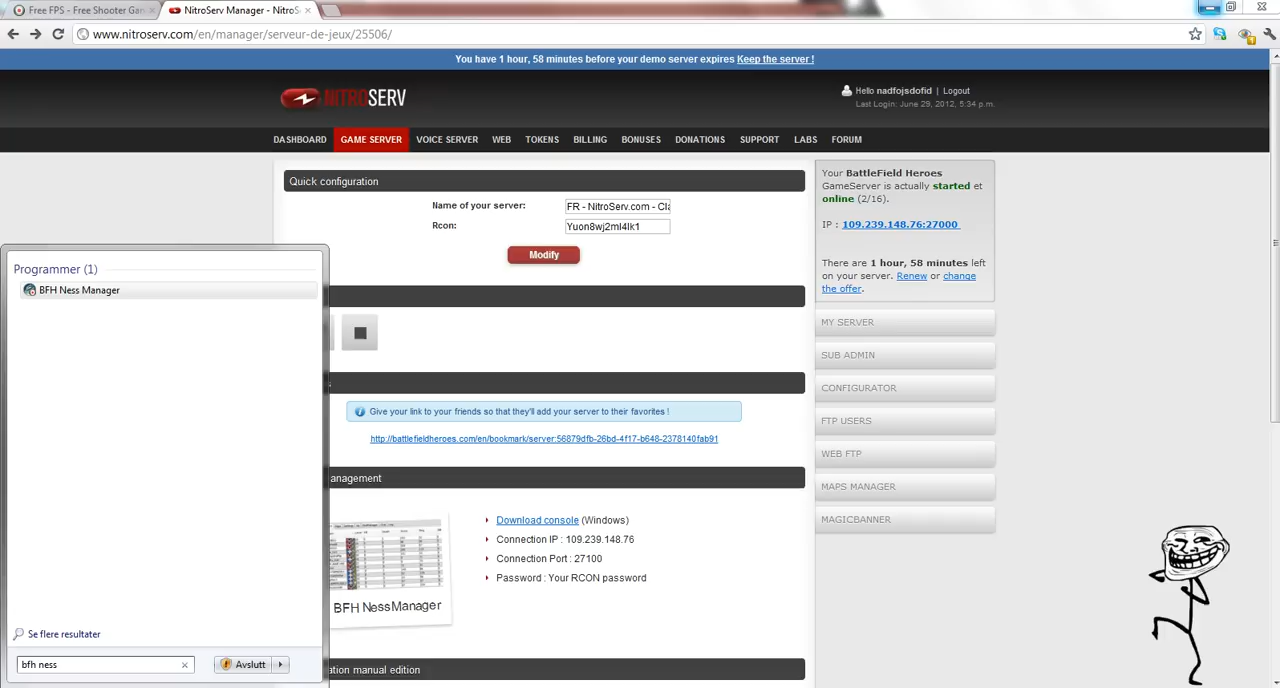 Free FPS - Free Shooter Gam
NitroServ Manager - NitroS
www.nitroserv.com/en/manager/serveur-de-jeux/25506/
You have 1 hour, 58 minutes before your demo server expires Keep the server !
NITROSERV
Hello nadfojsdofid | Logout
Last Login: June 29, 2012, 5:34 p.m.
DASHBOARD GAME SERVER VOICE SERVER WEB TOKENS BILLING BONUSES DONATIONS SUPPORT LABS FORUM
Quick configuration
Name of your server: FR - NitroServ.com - Cla
Rcon: Yuon8wj2ml4lk1
Modify
Your BattleField Heroes
GameServer is actually started et
online (2/16).
IP : 109.239.148.76:27000
There are 1 hour, 58 minutes left
on your server. Renew or change
the offer.
MY SERVER
SUB ADMIN
CONFIGURATOR
FTP USERS
WEB FTP
MAPS MANAGER
MAGICBANNER
Programmer (1)
BFH Ness Manager
Se flere resultater
bfh ness
Avslutt
s
Give your link to your friends so that they'll add your server to their favorites !
http://battlefieldheroes.com/en/bookmark/server:56879dfb-26bd-4f17-b648-2378140fab91
anagement
BFH NessManager
Download console (Windows)
Connection IP : 109.239.148.76
Connection Port : 27100
Password : Your RCON password
ation manual edition